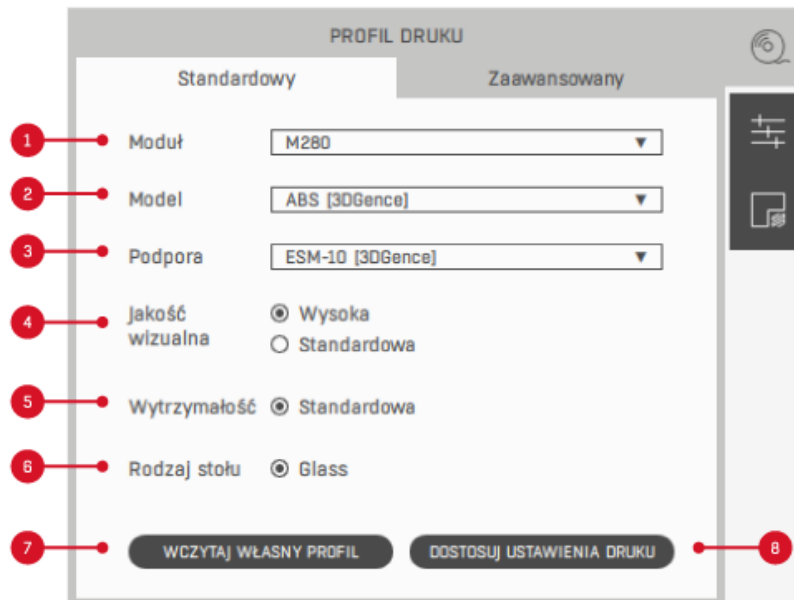 PROFIL DRUKU
Standardowy Zaawansowany
1 Moduł M280
2 Model ABS [3DGence]
3 Podpora ESM-10 [3DGence]
4 Jakość wizualna
Wysoka
Standardowa
5 Wytrzymałość Standardowa
6 Rodzaj stołu Glass
7 WCZYTAJ WŁASNY PROFIL DOSTOSUJ USTAWIENIA DRUKU 8